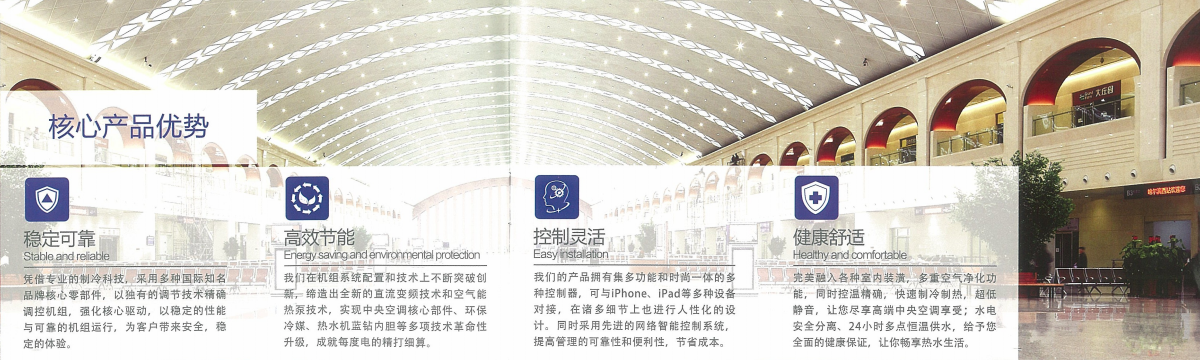 核心产品优势
稳定可靠
Stable and reliable
凭借专业的制冷科技，采用多种国际知名
品牌核心零部件，以独有的调节技术精确
调控机组，强化核心驱动，以稳定的性能
与可靠的机组运行，为客户带来安全，稳
定的体验。
高效节能
Energy saving and environmental protection
我们在机组系统配置和技术上不断突破创
新，缔造出全新的直流变频技术和空气能
热泵技术，实现中央空调核心部件、环保
冷媒、热水机蓝钻内胆等多项技术革命性
升级，成就每度电的精打细算。
控制灵活
Easy installation
我们的产品拥有集多功能和时尚一体的多
种控制器，可与iPhone、iPad等多种设备
对接，在诸多细节上也进行人性化的设
计。同时采用先进的网络智能控制系统，
提高管理的可靠性和便利性，节省成本。
健康舒适
Healthy and comfortable
完美融入各种室内装潢，多重空气净化功
能，同时控温精确，快速制冷制热，超低
静音，让您尽享高端中央空调享受；水电
安全分离、24小时多点恒温供水，给予您
全面的健康保证，让你畅享热水生活。
哈尔滨西站欢迎您